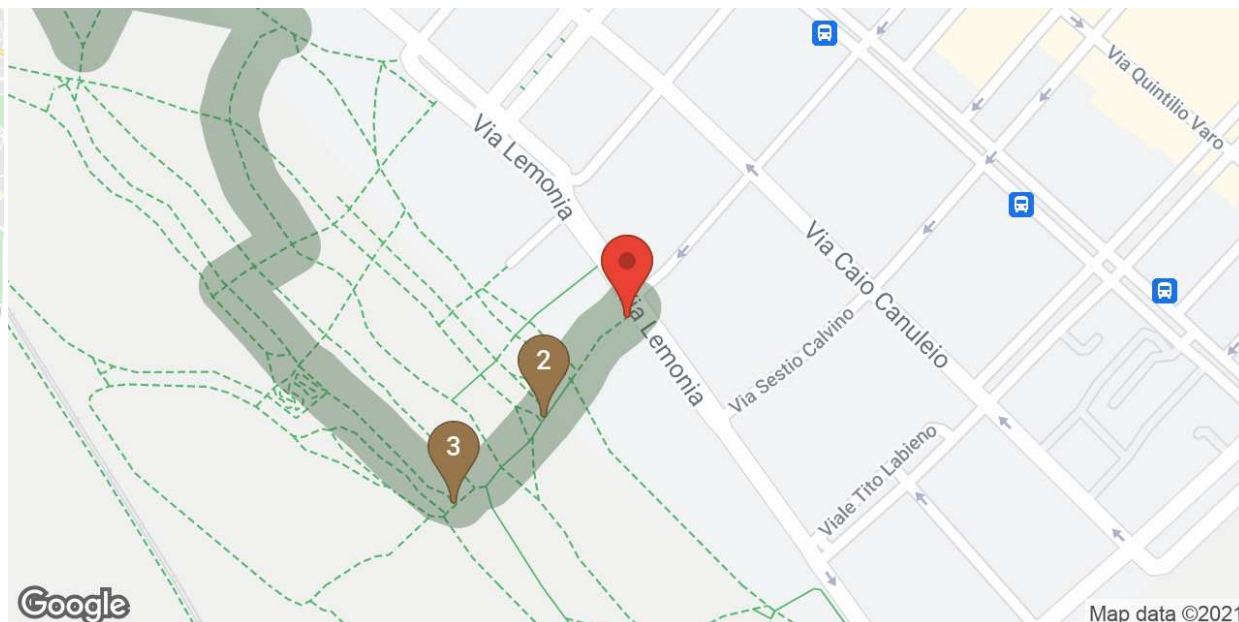 Via Quintilio Varo
Via Lemonia
Via Caio Canuleio
Via Lemonia
2
Via Sestio Calvino
3
Viale Tito Labieno
Google
Map data ©2021